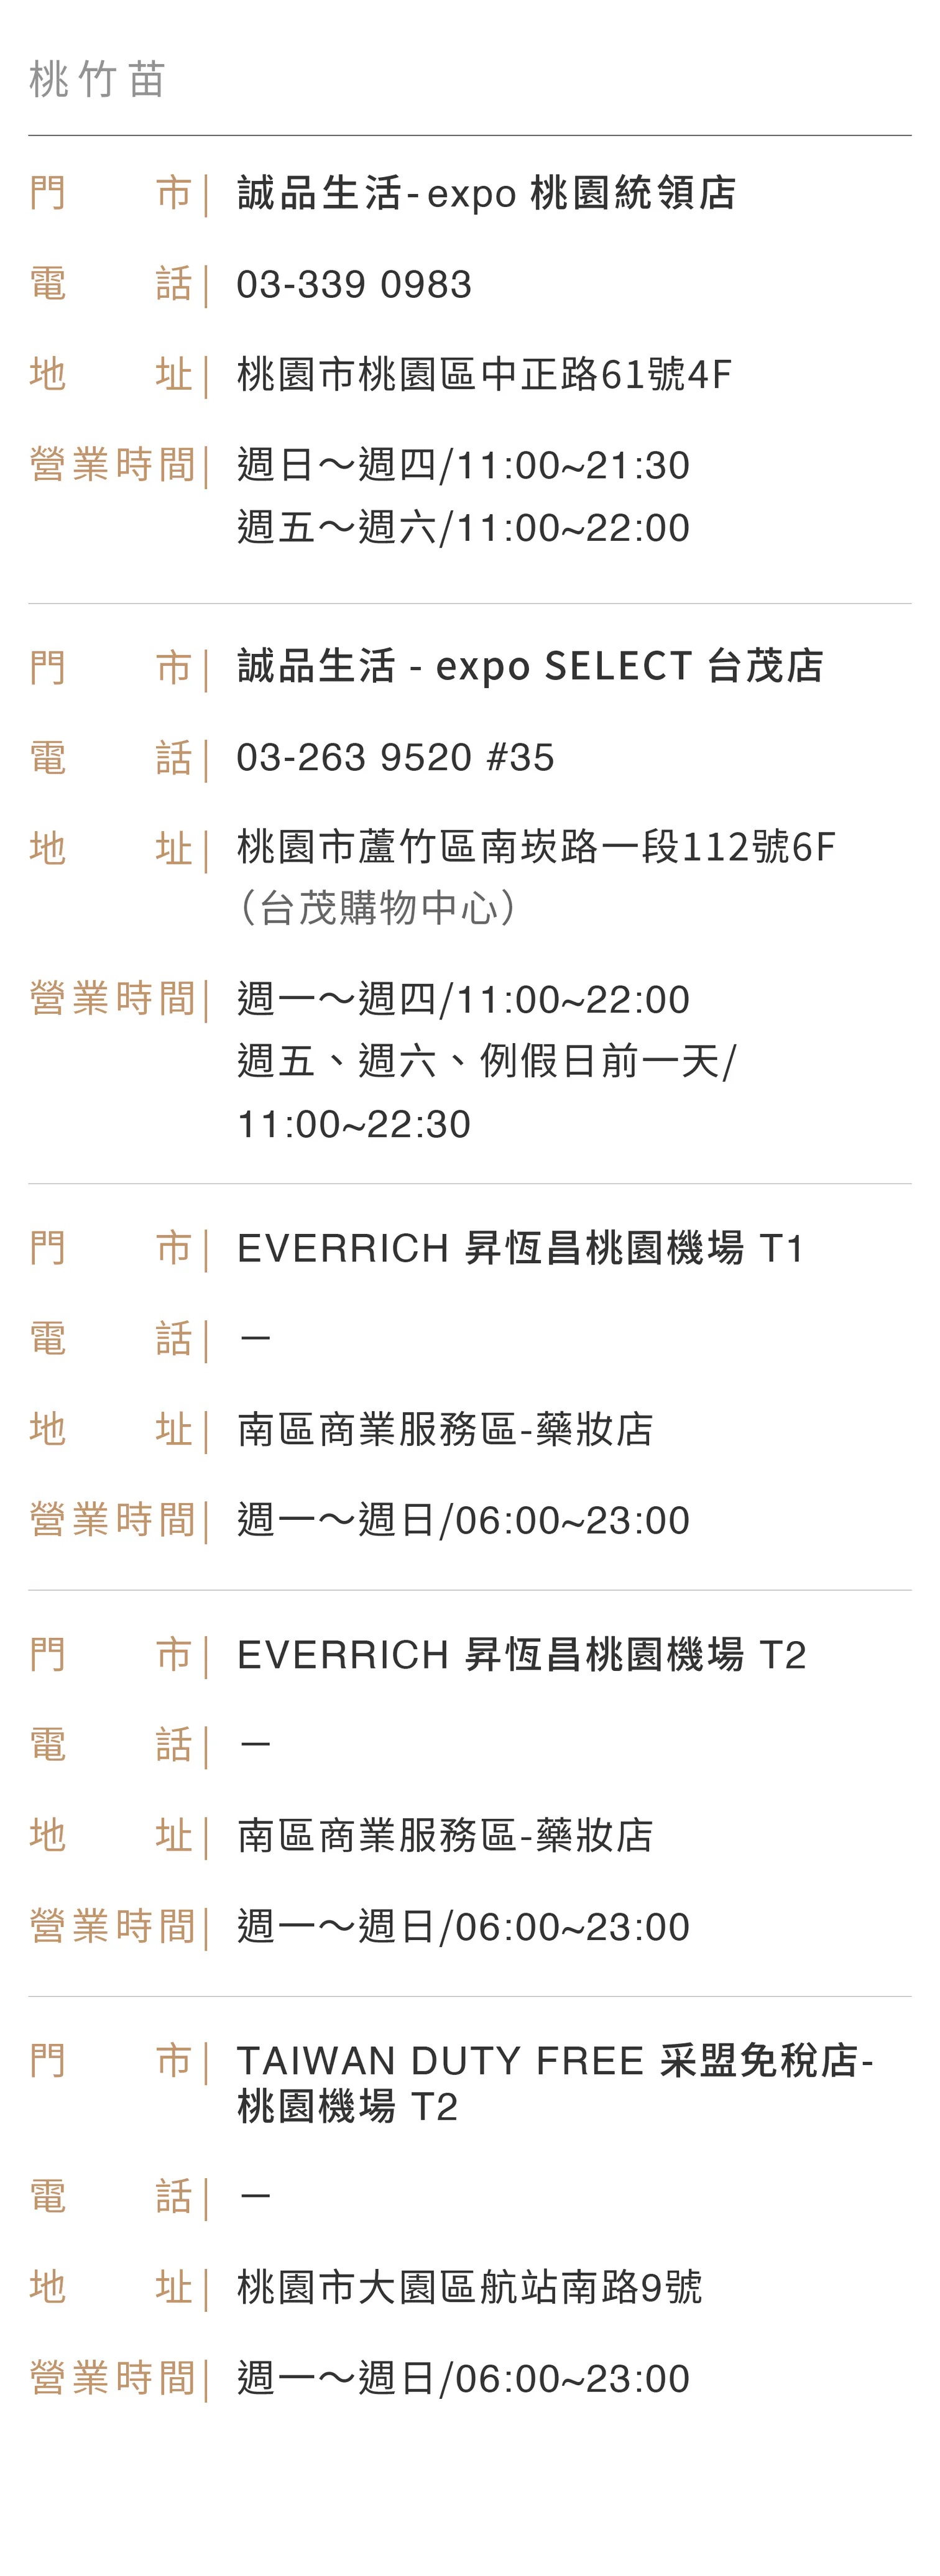 桃竹苗
門　市| 誠品生活-expo 桃園統領店
電　話| 03-339 0983
地　址| 桃園市桃園區中正路61號4F
營業時間| 週日～週四/11:00~21:30
週五～週六/11:00~22:00
門　市| 誠品生活 - expo SELECT 台茂店
電　話| 03-263 9520 #35
地　址| 桃園市蘆竹區南崁路一段112號6F
（台茂購物中心）
營業時間| 週一～週四/11:00~22:00
週五、週六、例假日前一天/
11:00~22:30
門　市| EVERRICH 昇恆昌桃園機場 T1
電　話| —
地　址| 南區商業服務區-藥妝店
營業時間| 週一～週日/06:00~23:00
門　市| EVERRICH 昇恆昌桃園機場 T2
電　話| —
地　址| 南區商業服務區-藥妝店
營業時間| 週一～週日/06:00~23:00
門　市| TAIWAN DUTY FREE 采盟免稅店-
桃園機場 T2
電　話| —
地　址| 桃園市大園區航站南路9號
營業時間| 週一～週日/06:00~23:00